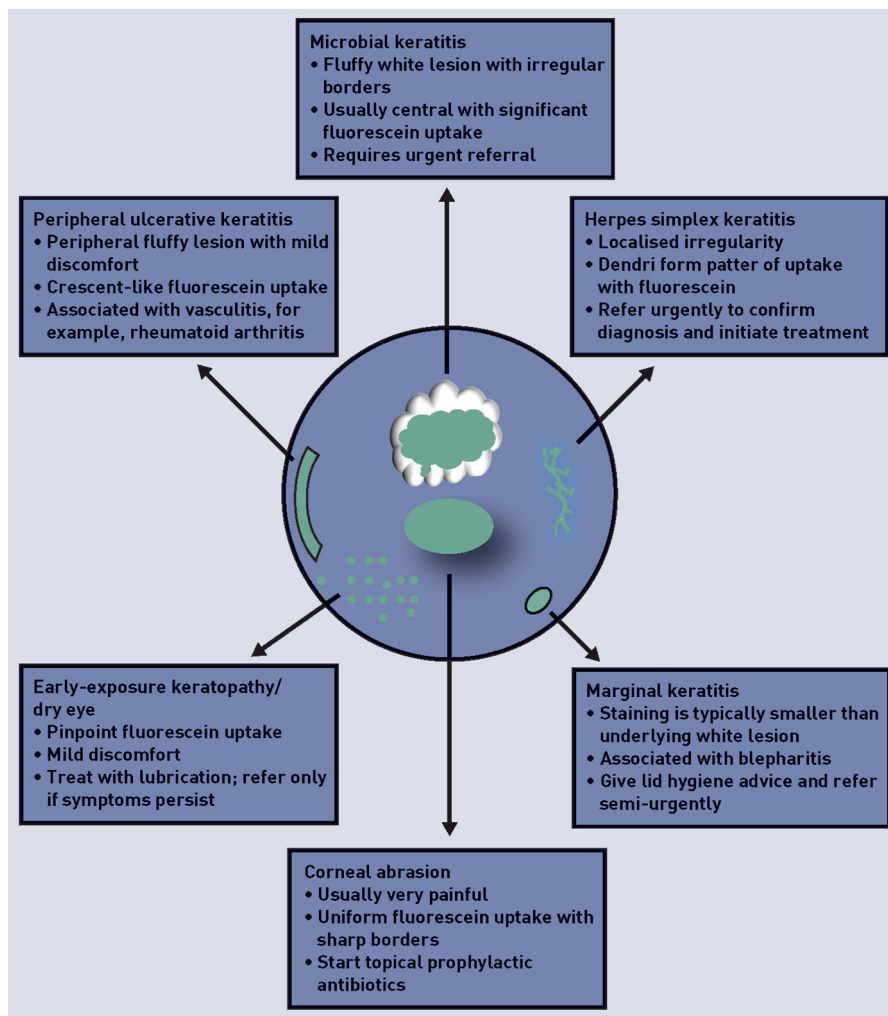 Microbial keratitis
• Fluffy white lesion with irregular
borders
• Usually central with significant
fluorescein uptake
• Requires urgent referral
Peripheral ulcerative keratitis
• Peripheral fluffy lesion with mild
discomfort
• Crescent-like fluorescein uptake
• Associated with vasculitis, for
example, rheumatoid arthritis
Herpes simplex keratitis
• Localised irregularity
• Dendri form patter of uptake
with fluorescein
• Refer urgently to confirm
diagnosis and initiate treatment
Early-exposure keratopathy/
dry eye
• Pinpoint fluorescein uptake
• Mild discomfort
• Treat with lubrication; refer only
if symptoms persist
Marginal keratitis
• Staining is typically smaller than
underlying white lesion
• Associated with blepharitis
• Give lid hygiene advice and refer
semi-urgently
Corneal abrasion
• Usually very painful
• Uniform fluorescein uptake with
sharp borders
• Start topical prophylactic
antibiotics